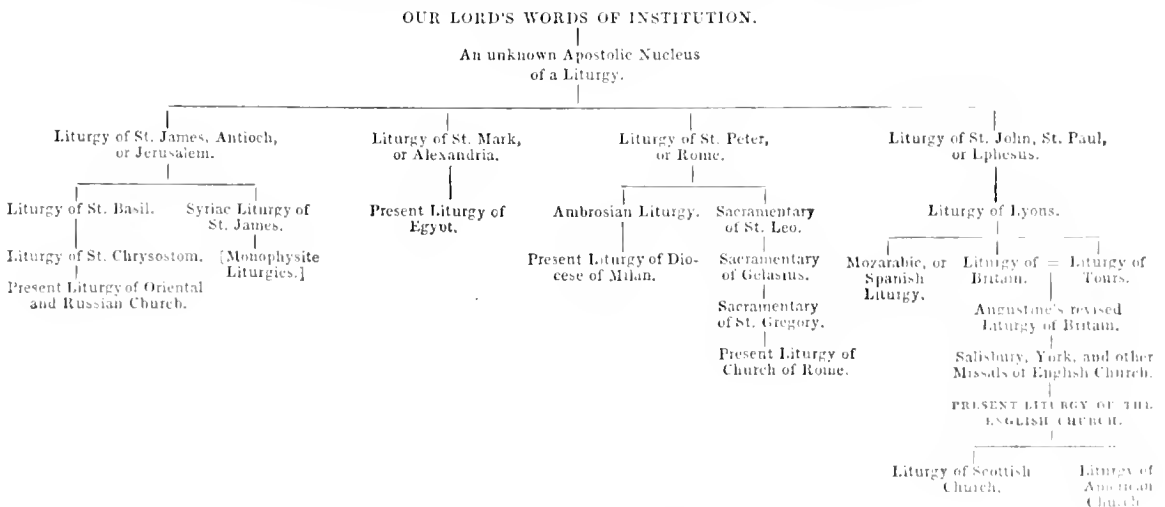 OUR LORD'S WORDS OF INSTITUTION.
An unknown Apostolic Nucleus
of a Liturgy.
Liturgy of St. James, Antioch,
or Jerusalem.
Liturgy of St. Basil.
Liturgy of St. Chrysostom.
Present Liturgy of Oriental
and Russian Church.
Syriac Liturgy of
St. James.
[Monophysite
Liturgies.]
Liturgy of St. Mark,
or Alexandria.
Present Liturgy of
Egypt.
Liturgy of St. Peter,
or Rome.
Ambrosian Liturgy.
Present Liturgy of Dio-
cese of Milan.
Sacramentary
of St. Leo.
Sacramentary
of Gelasius.
Sacramentary
of St. Gregory.
Present Liturgy of
Church of Rome.
Liturgy of St. John, St. Paul,
or Ephesus.
Liturgy of Lyons.
Mozarabic, or
Spanish
Liturgy.
Liturgy of
Britain.
=
Liturgy of
Tours.
Augustine's revised
Liturgy of Britain.
Salisbury, York, and other
Missals of English Church.
PRESENT LITURGY OF THE
ENGLISH CHURCH.
Liturgy of Scottish
Church.
Liturgy of
American
Church